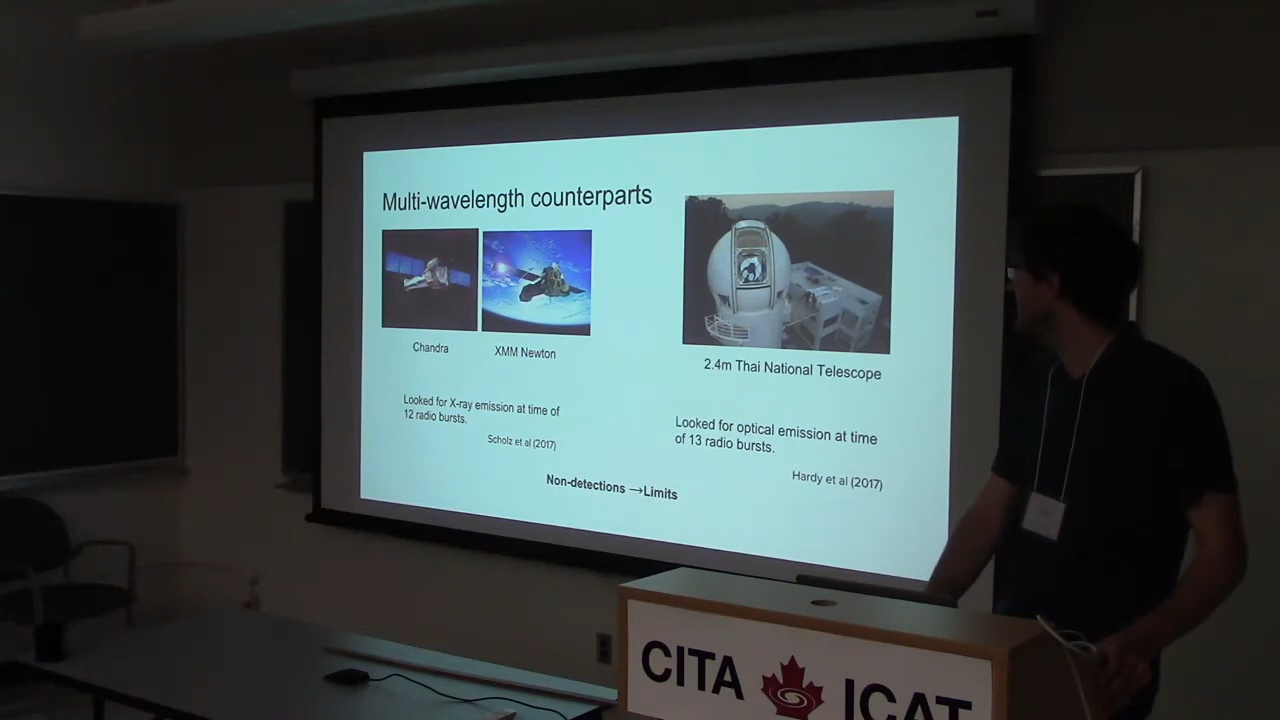 Multi-wavelength counterparts
Chandra
XMM Newton
2.4m Thai National Telescope
Looked for X-ray emission at time of
12 radio bursts.
Scholz et al (2017)
Looked for optical emission at time
of 13 radio bursts.
Hardy et al (2017)
Non-detections →Limits
CITA ICAT